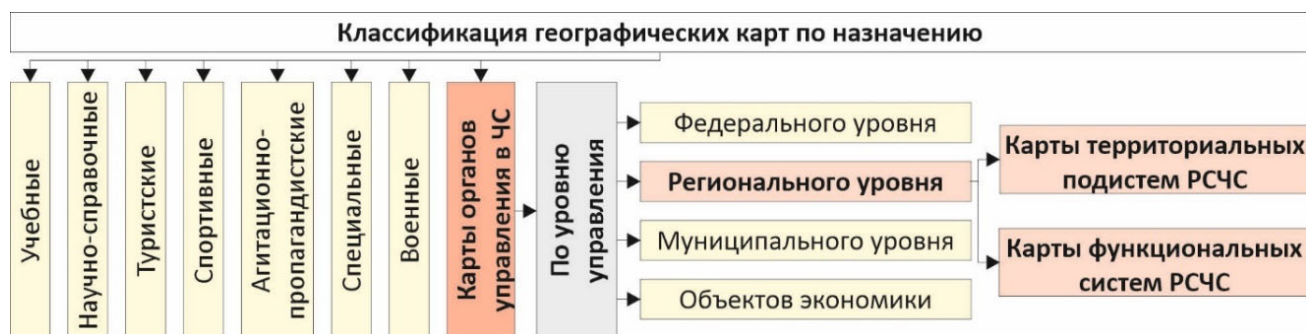 Классификация географических карт по назначению
Учебные
Научно-справочные
Туристские
Спортивные
Агитационно-
пропагандистские
Специальные
Военные
Карты органов
управления в ЧС
По уровню
управления
Федерального уровня
Регионального уровня
Муниципального уровня
Объектов экономики
Карты территориальных
подистем РСЧС
Карты функциональных
систем РСЧС